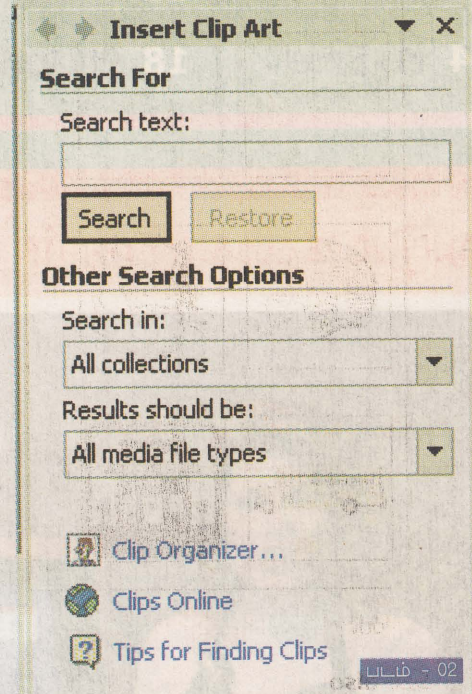 Insert Clip Art
Search For
Search text:
Search
Restore
Other Search Options
Search in:
All collections
Results should be:
All media file types
Clip Organizer...
Clips Online
Tips for Finding Clips
படம் - 02